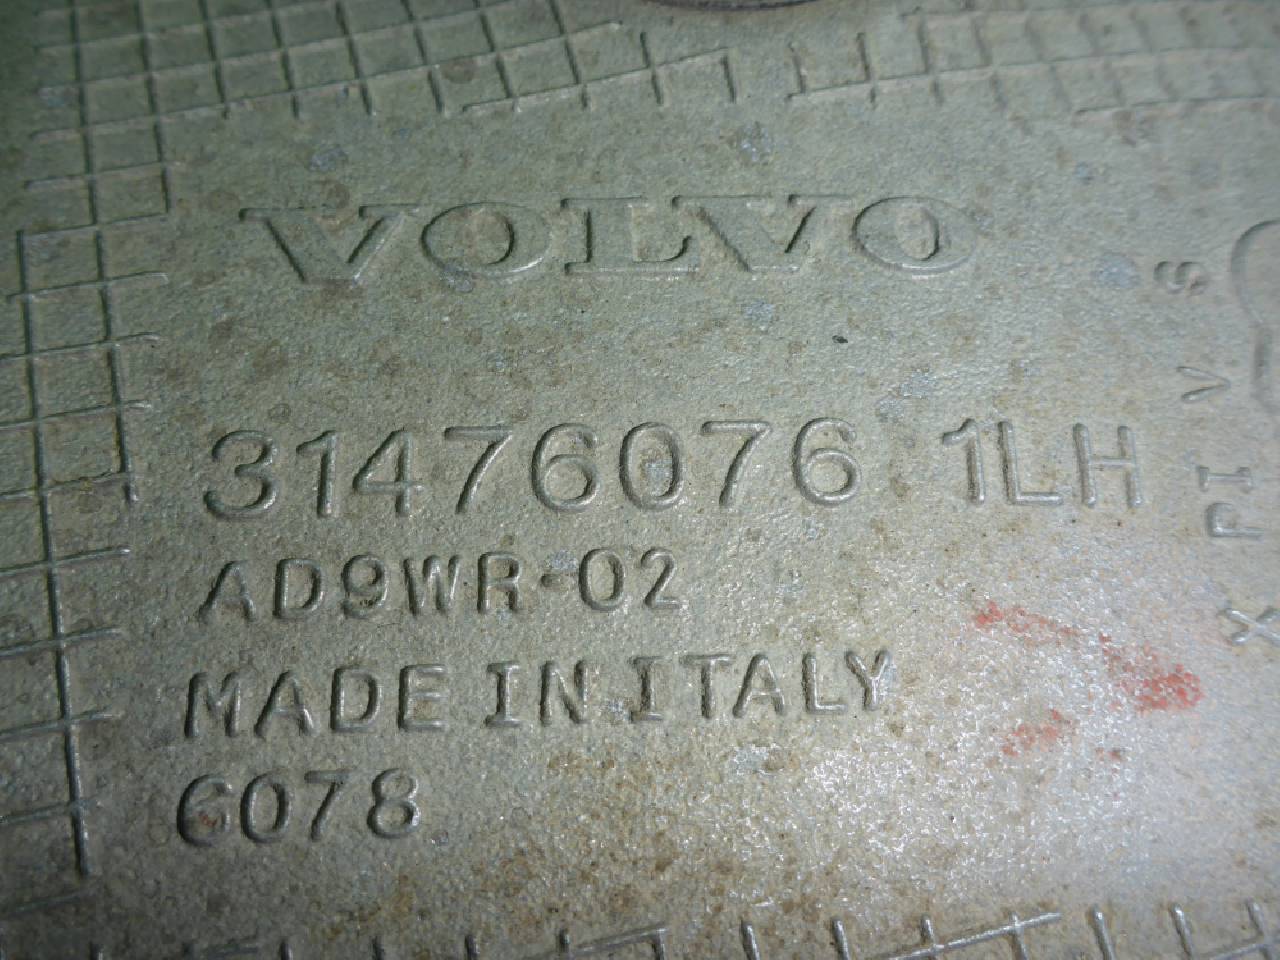 VOLVO
31476076 1LH
AD9WR-02
MADE IN ITALY
6078